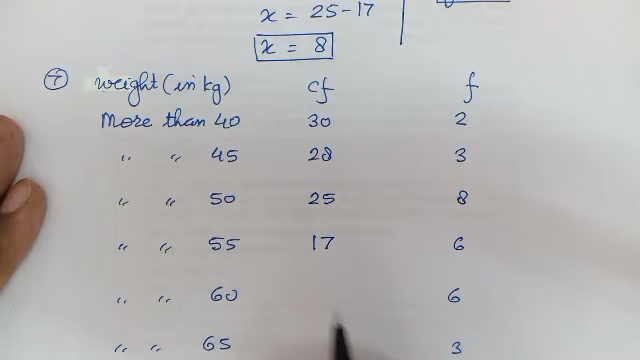 x = 25-17
x = 8
7 weight (in kg) cf f
More than 40 30 2
" " 45 28 3
" " 50 25 8
" " 55 17 6
" " 60 6
" " 65 3